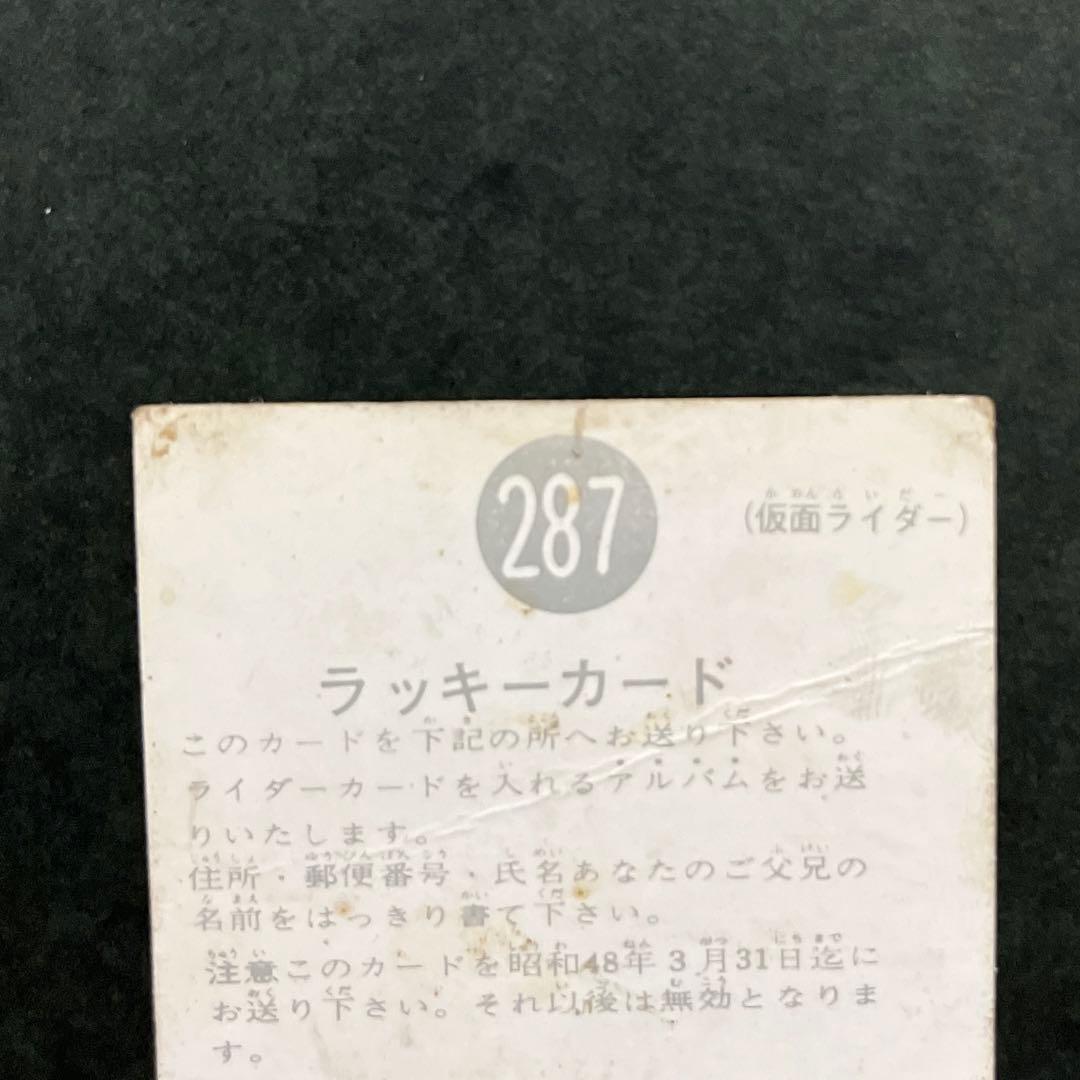 287
(仮面ライダー)
ラッキーカード
このカードを下記の所へお送り下さい。
ライダーカードを入れるアルバムをお送
りいたします。
住所・郵便番号・氏名あなたのご父兄の
名前をはっきり書て下さい。
注意このカードを昭和48年3月31日迄に
お送り下さい。それ以後は無効となりま
す。